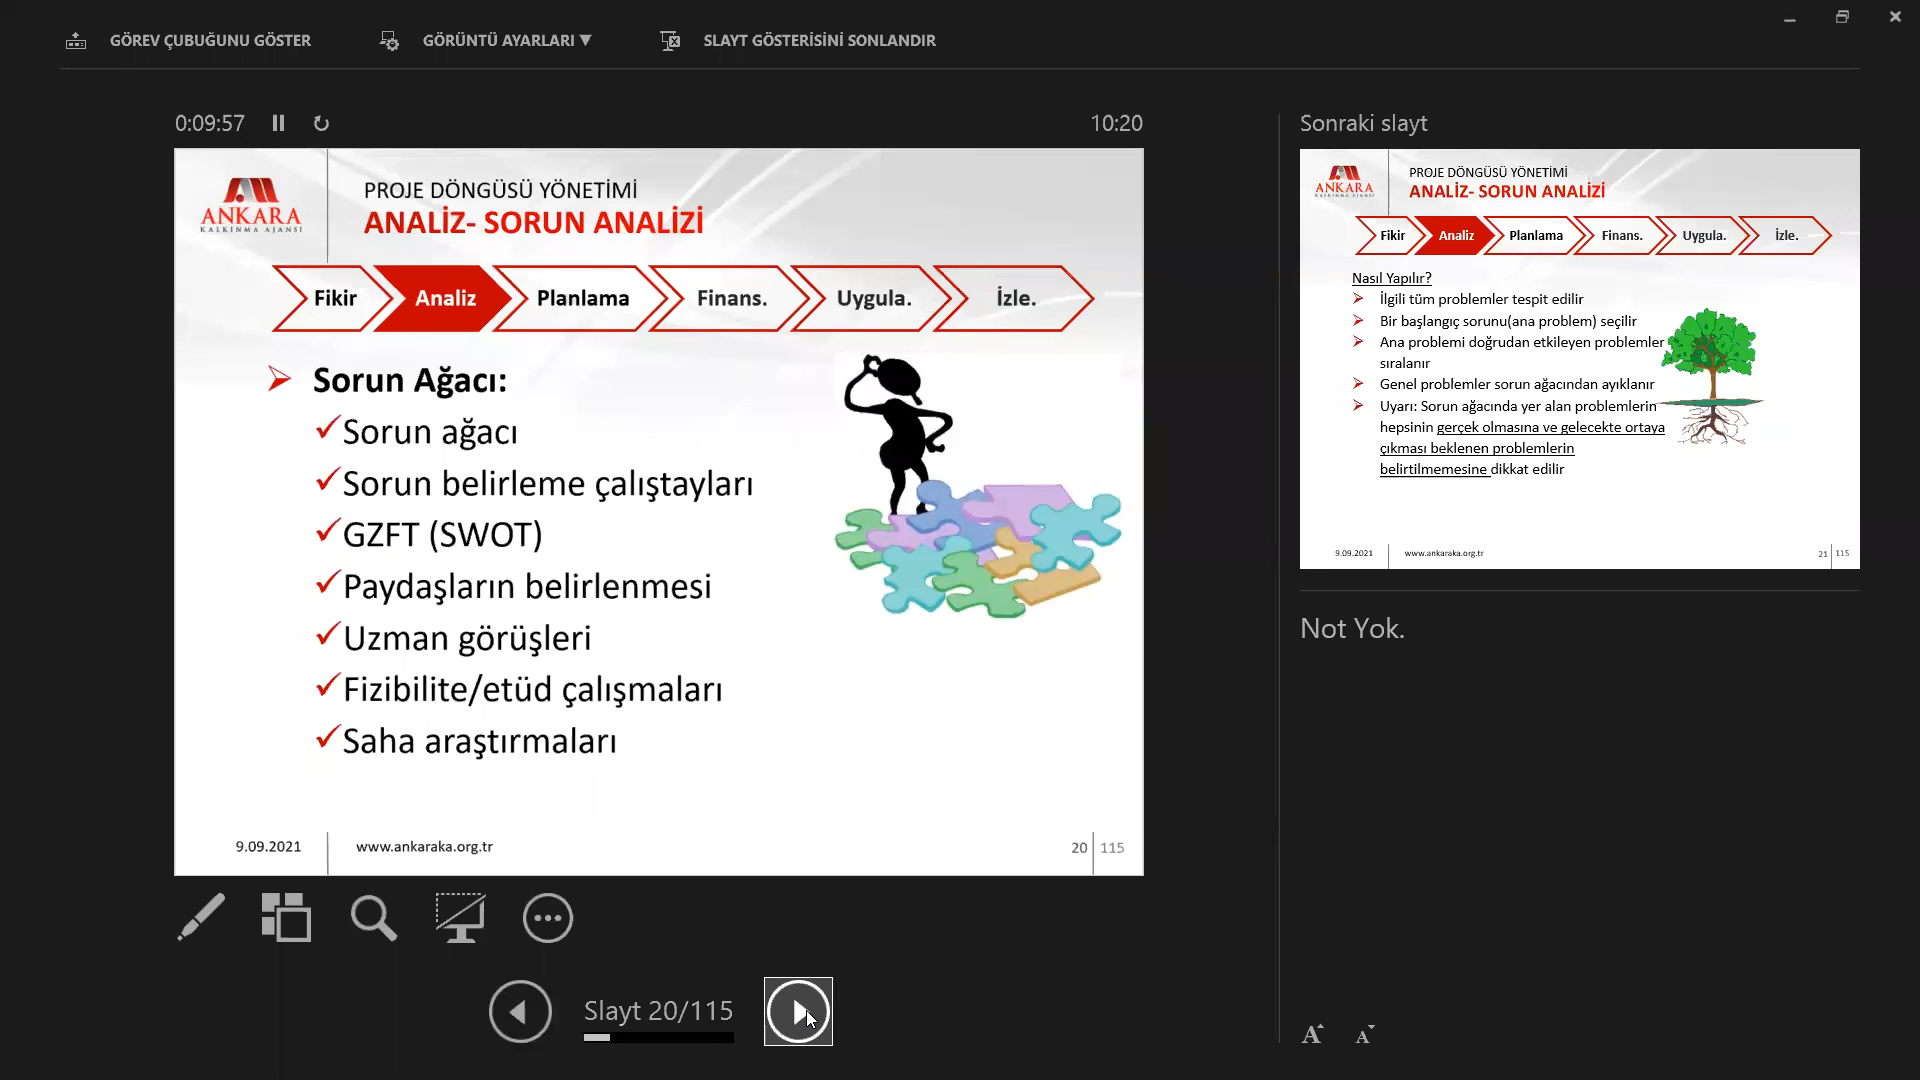 GÖREV ÇUBUĞUNU GÖSTER
GÖRÜNTÜ AYARLARI ▼
SLAYT GÖSTERİSİNİ SONLANDIR
0:09:57
10:20
ANKARA
KALKINMA AJANSI
PROJE DÖNGÜSÜ YÖNETİMİ
ANALİZ- SORUN ANALİZİ
Fikir
Analiz
Planlama
Finans.
Uygula.
İzle.
Sorun Ağacı:
Sorun ağacı
Sorun belirleme çalıştayları
GZFT (SWOT)
Paydaşların belirlenmesi
Uzman görüşleri
Fizibilite/etüd çalışmaları
Saha araştırmaları
9.09.2021
www.ankaraka.org.tr
20
115
Slayt 20/115
Sonraki slayt
ANKARA
KALKINMA AJANSI
PROJE DÖNGÜSÜ YÖNETİMİ
ANALİZ- SORUN ANALİZİ
Fikir
Analiz
Planlama
Finans.
Uygula.
İzle.
Nasıl Yapılır?
İlgili tüm problemler tespit edilir
Bir başlangıç sorunu(ana problem) seçilir
Ana problemi doğrudan etkileyen problemler
sıralanır
Genel problemler sorun ağacından ayıklanır
Uyarı: Sorun ağacında yer alan problemlerin
hepsinin gerçek olmasına ve gelecekte ortaya
çıkması beklenen problemlerin
belirtilmemesine dikkat edilir
9.09.2021
www.ankaraka.org.tr
21
115
Not Yok.
A
A